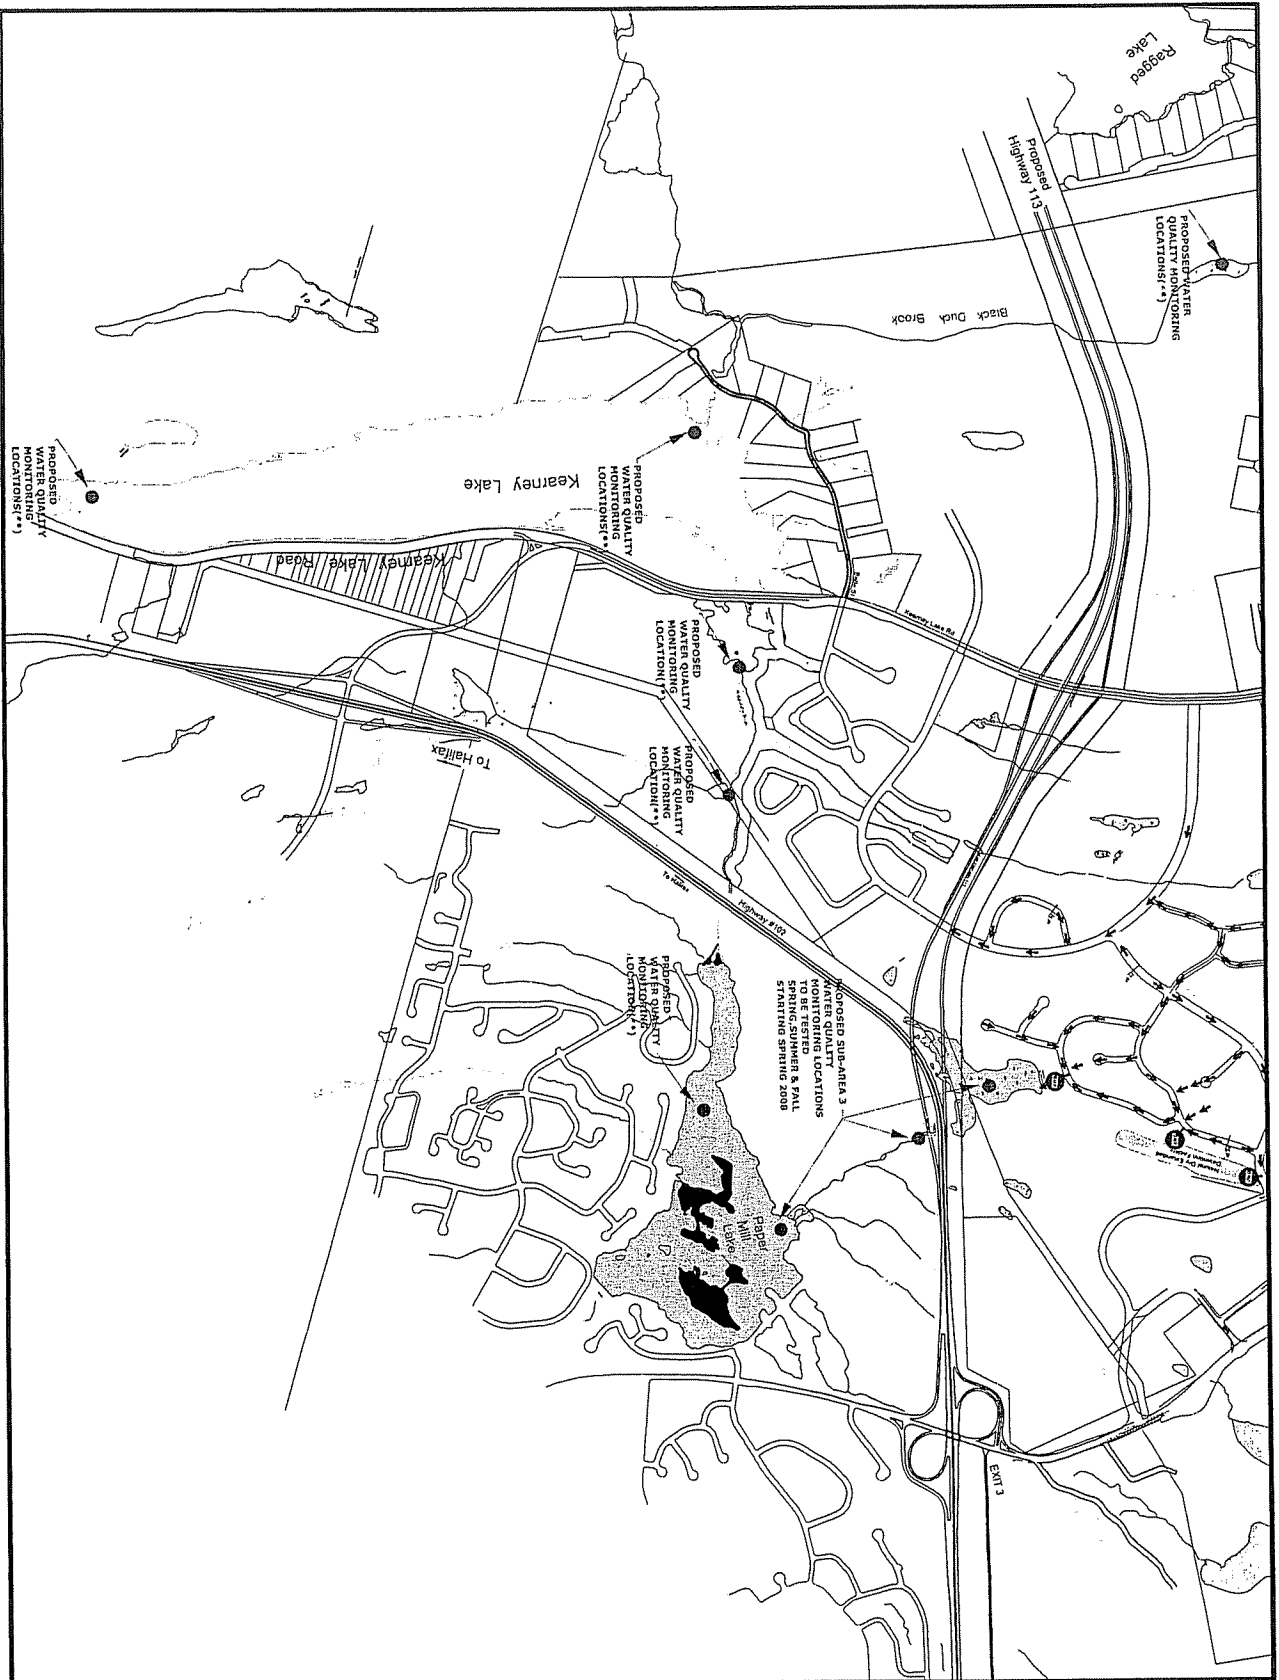 Ragged
Lake
Proposed
Highway 113
PROPOSED WATER
QUALITY MONITORING
LOCATIONS(**)
Black Duck Brook
Kearney Lake
PROPOSED
WATER QUALITY
MONITORING
LOCATIONS(**)
PROPOSED
WATER QUALITY
MONITORING
LOCATIONS(**)
Kearney Lake Road
Kearney Lake Rd
PROPOSED
WATER QUALITY
MONITORING
LOCATION(**)
PROPOSED
WATER QUALITY
MONITORING
LOCATION(**)
To Halifax
To Halifax
Highway #102
PROPOSED
WATER QUALITY
MONITORING
LOCATION(**)
PROPOSED SUB-AREA 3
WATER QUALITY
MONITORING LOCATIONS
TO BE TESTED
SPRING,SUMMER & FALL
STARTING SPRING 2008
Paper
Mill
Lake
EXIT 3